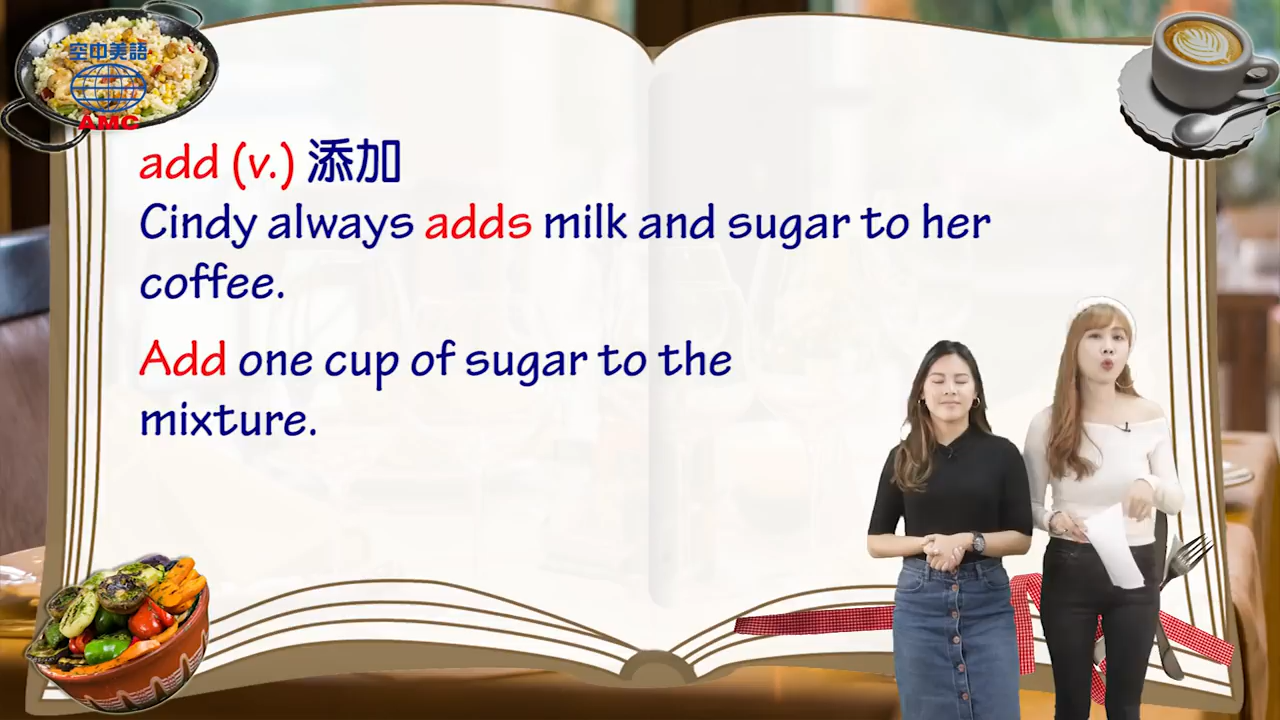 空中美語
AMC
add (v.) 添加
Cindy always adds milk and sugar to her
coffee.
Add one cup of sugar to the
mixture.